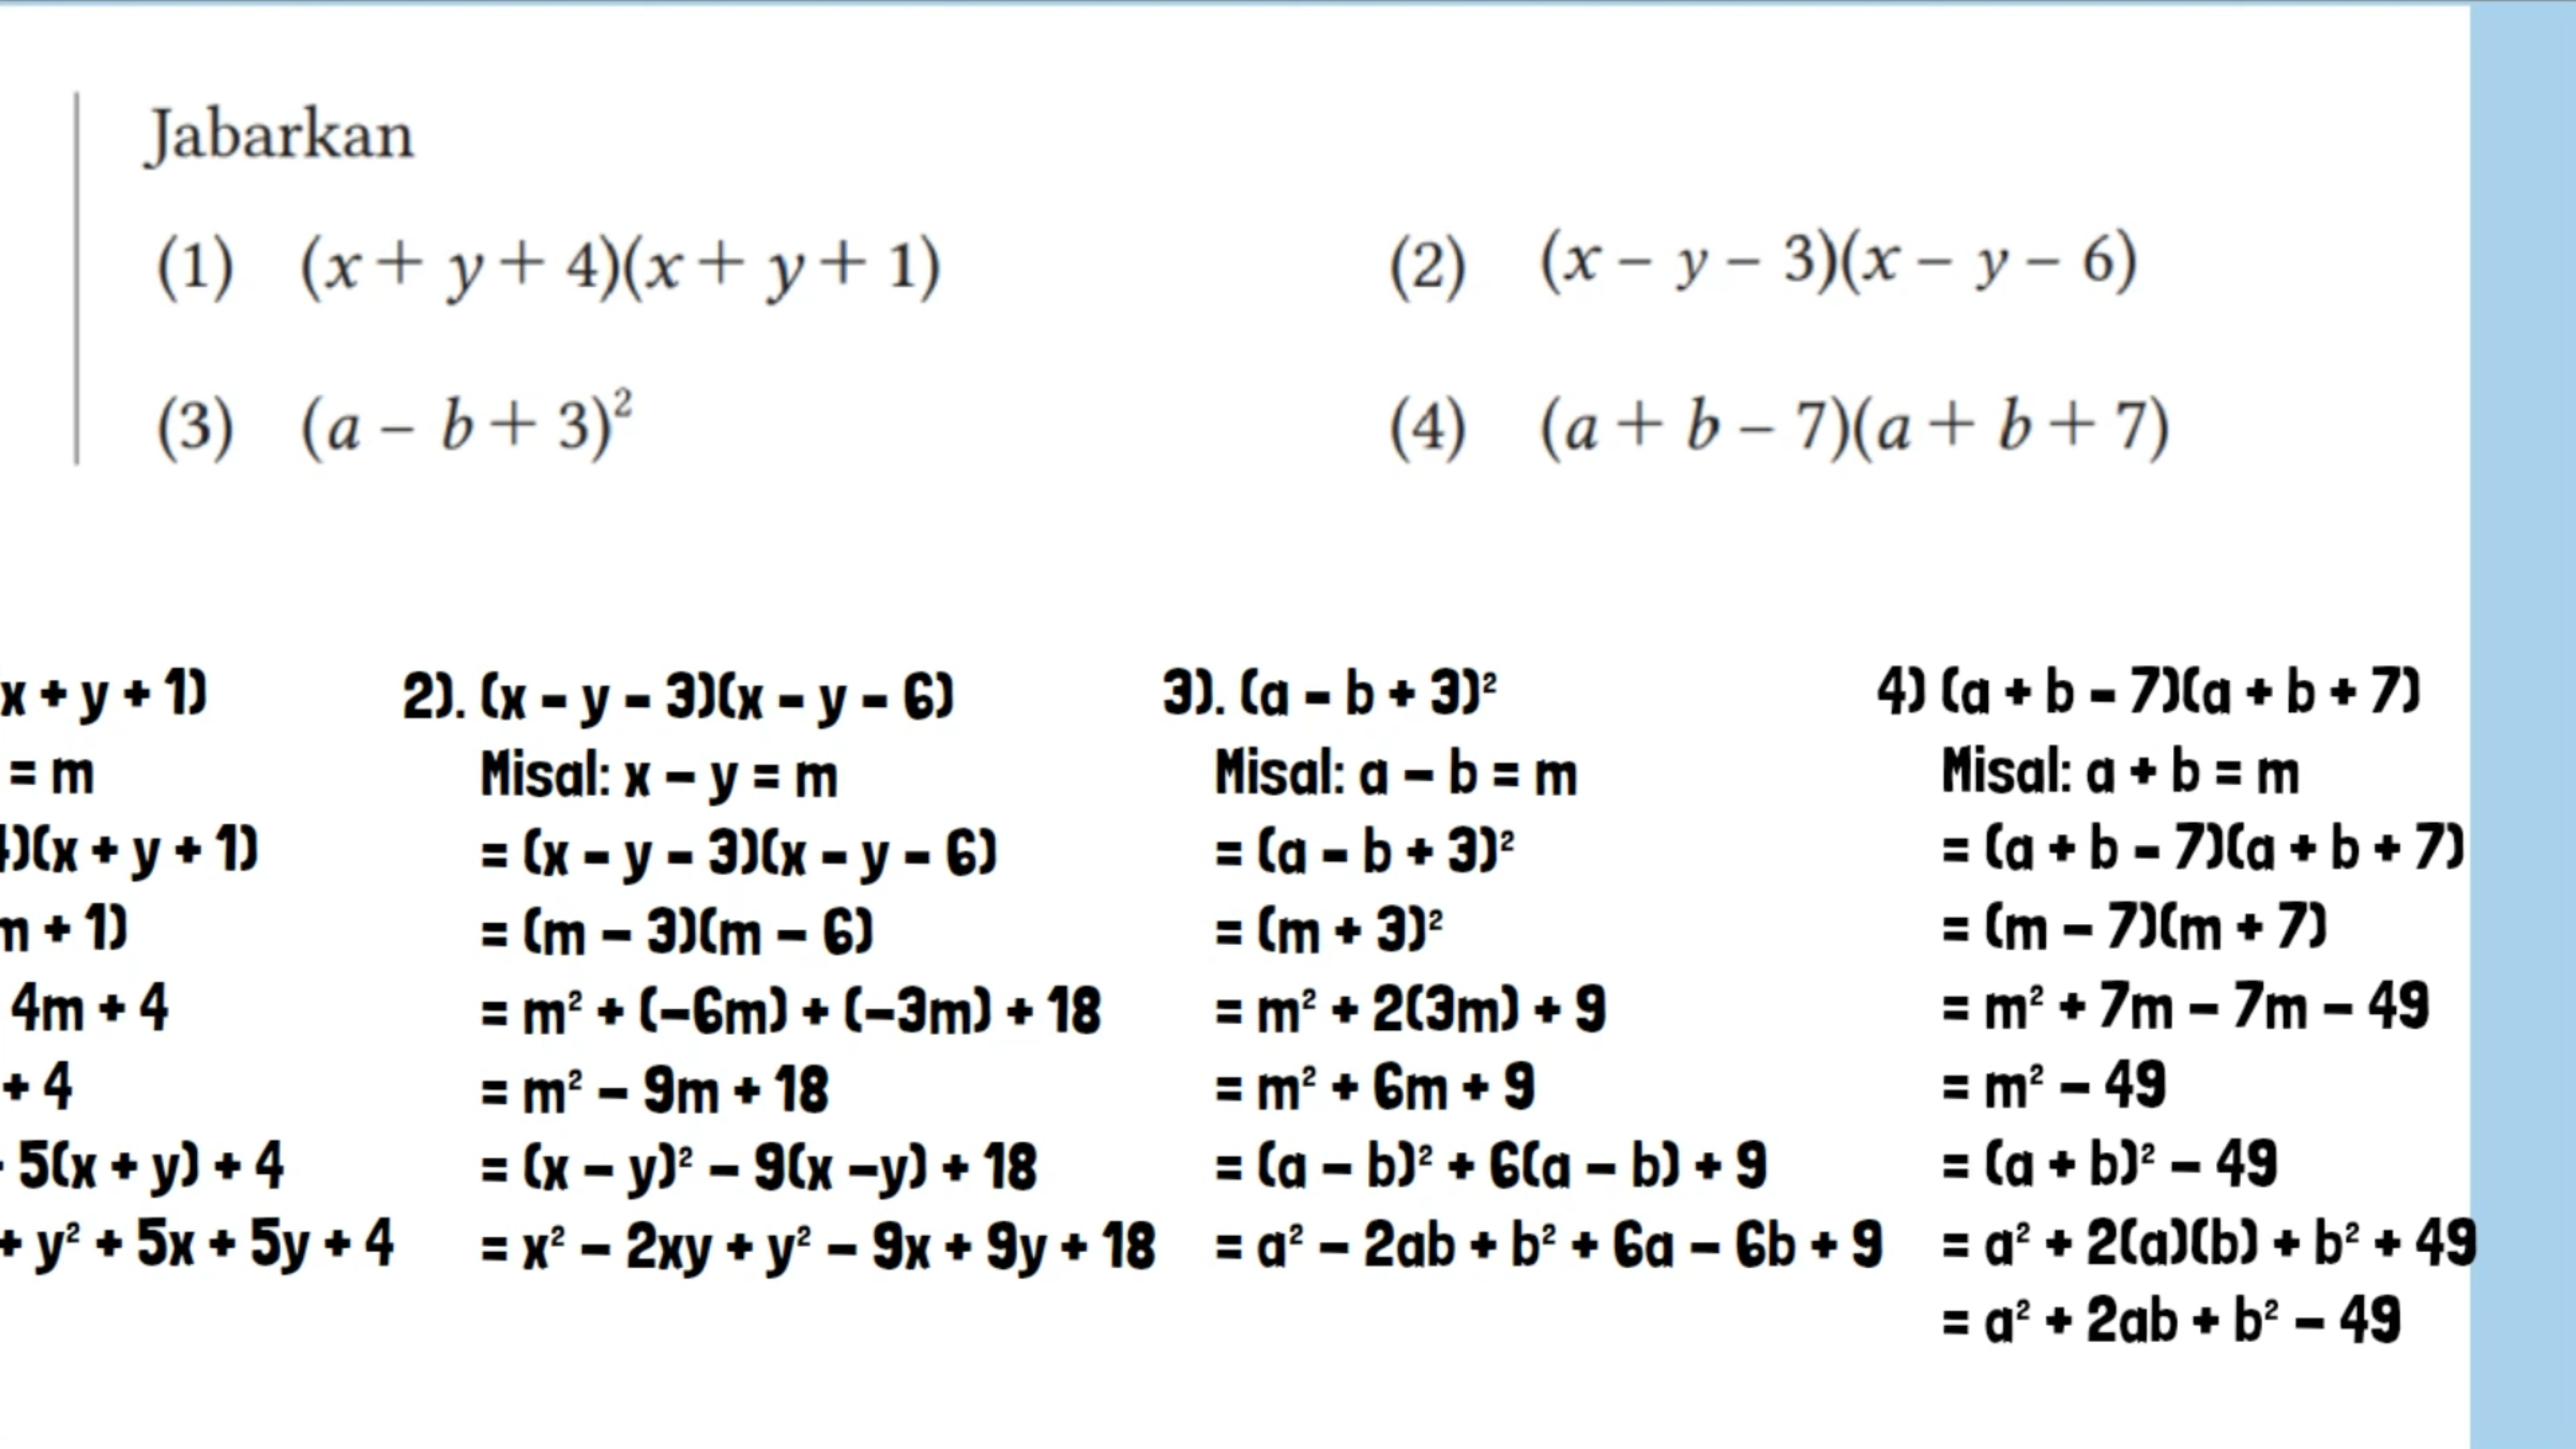 Jabarkan
(1) (x + y + 4)(x + y + 1)
(2) (x – y – 3)(x – y – 6)
(3) (a – b + 3)²
(4) (a + b – 7)(a + b + 7)
x + y + 1)
= m
)(x + y + 1)
m + 1)
4m + 4
+ 4
5(x + y) + 4
+ y² + 5x + 5y + 4
2). (x – y – 3)(x – y – 6)
Misal: x – y = m
= (x – y – 3)(x – y – 6)
= (m – 3)(m – 6)
= m² + (–6m) + (–3m) + 18
= m² – 9m + 18
= (x – y)² – 9(x –y) + 18
= x² – 2xy + y² – 9x + 9y + 18
3). (a – b + 3)²
Misal: a – b = m
= (a – b + 3)²
= (m + 3)²
= m² + 2(3m) + 9
= m² + 6m + 9
= (a – b)² + 6(a – b) + 9
= a² – 2ab + b² + 6a – 6b + 9
4) (a + b – 7)(a + b + 7)
Misal: a + b = m
= (a + b – 7)(a + b + 7)
= (m – 7)(m + 7)
= m² + 7m – 7m – 49
= m² – 49
= (a + b)² – 49
= a² + 2(a)(b) + b² + 49
= a² + 2ab + b² – 49